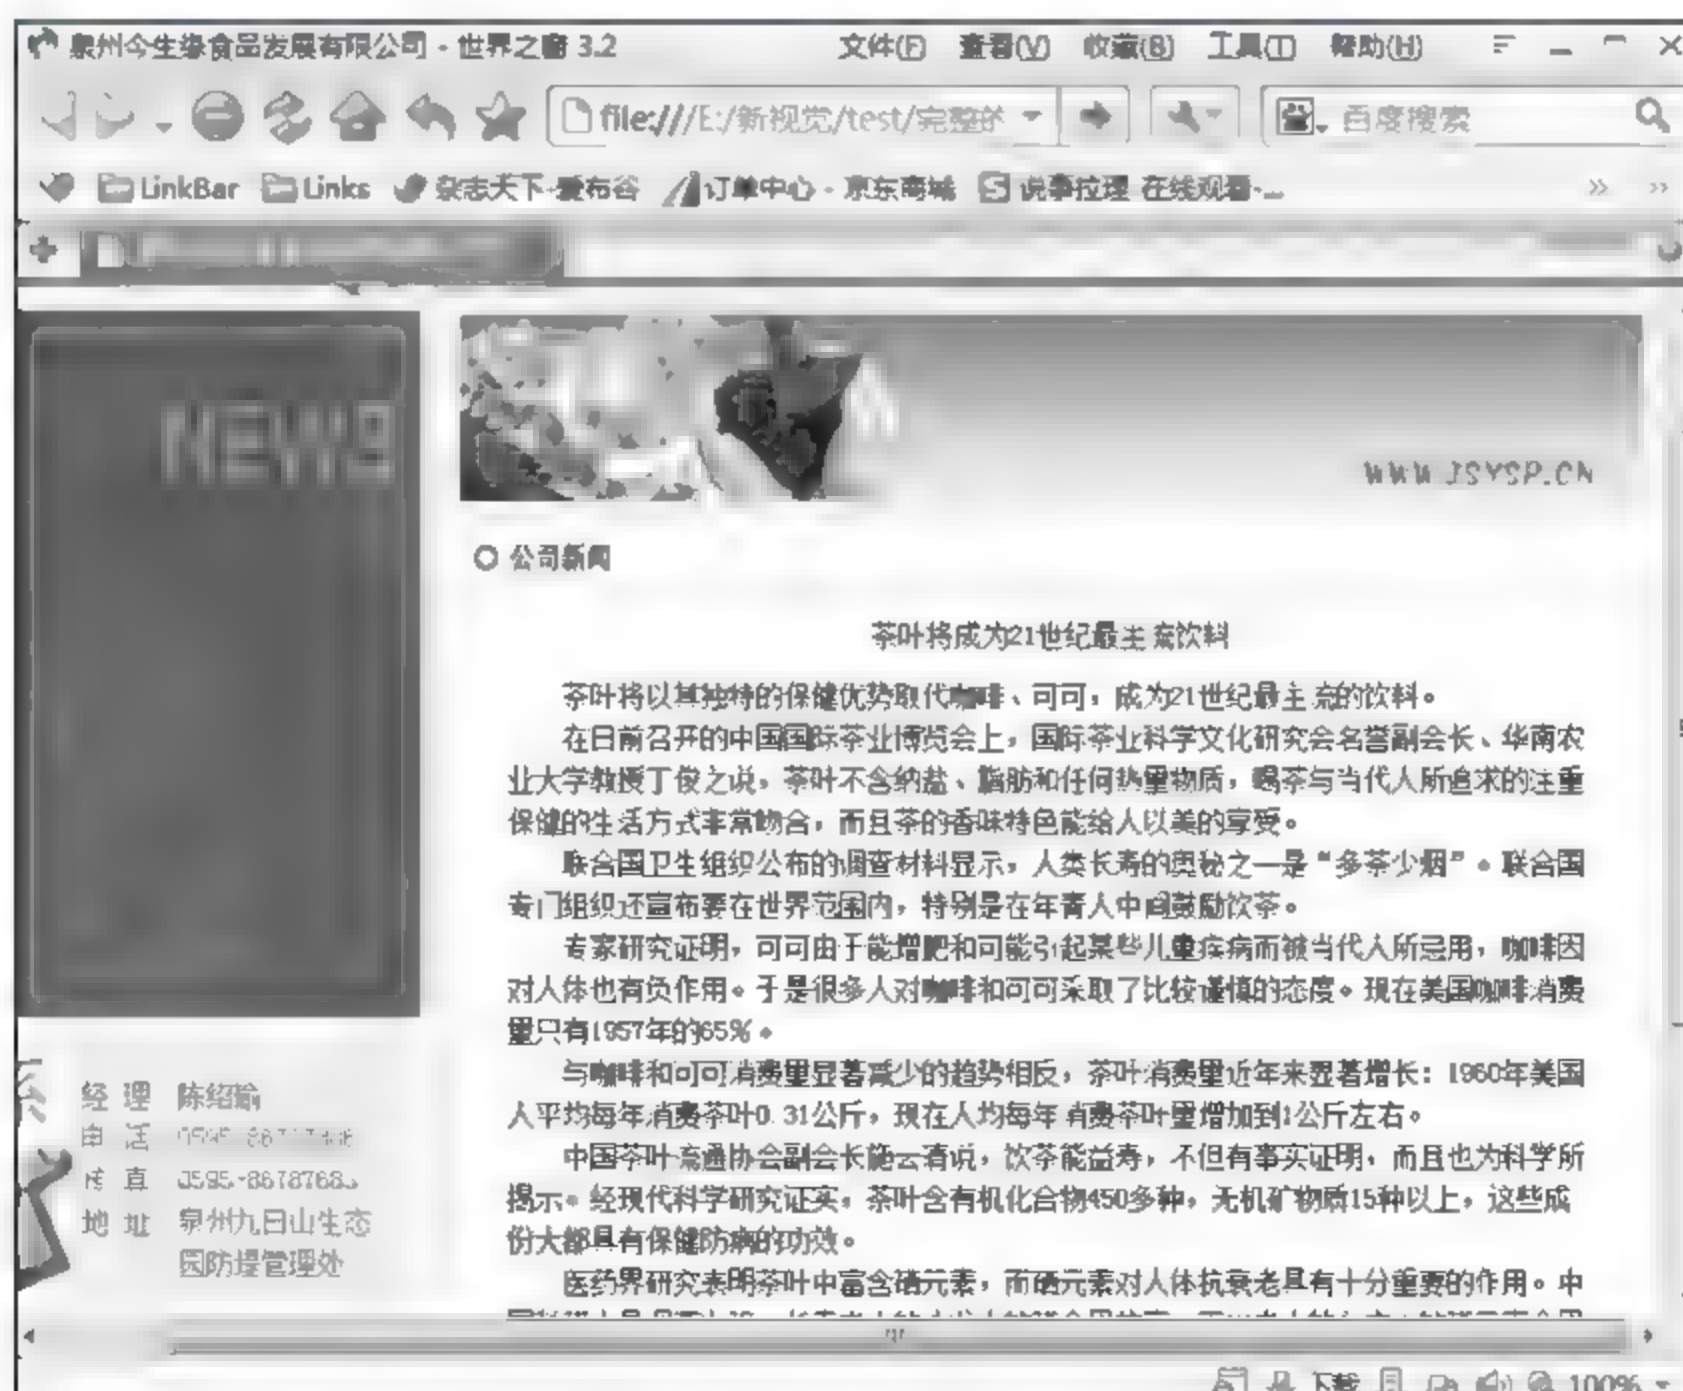 泉州今生缘食品发展有限公司 - 世界之窗 3.2
文件(F) 查看(V) 收藏(B) 工具(T) 帮助(H)
file:///E:/新视觉/test/完整的
百度搜索
LinkBar Links 杂志天下-爱布谷 订单中心 - 京东商城 说事拉理 在线观看-...
NEWS
WWW.JSYSP.CN
公司新闻
茶叶将成为21世纪最主流饮料
茶叶将以其独特的保健优势取代咖啡、可可，成为21世纪最主流的饮料。
在日前召开的中国国际茶业博览会上，国际茶业科学文化研究会名誉副会长、华南农
业大学教授丁俊之说，茶叶不含纳盐、脂肪和任何热量物质，喝茶与当代人所追求的注重
保健的生活方式非常吻合，而且茶的香味特色能给人以美的享受。
联合国卫生组织公布的调查材料显示，人类长寿的奥秘之一是“多茶少烟”。联合国
专门组织还宣布要在世界范围内，特别是在年青人中间鼓励饮茶。
专家研究证明，可可由于能增肥和可能引起某些儿童疾病而被当代人所忌用，咖啡因
对人体也有负作用。于是很多人对咖啡和可可采取了比较谨慎的态度。现在美国咖啡消费
量只有1957年的65%。
与咖啡和可可消费量显著减少的趋势相反，茶叶消费量近年来显著增长：1960年美国
人平均每年消费茶叶0.31公斤，现在人均每年消费茶叶量增加到1公斤左右。
中国茶叶流通协会副会长施云清说，饮茶能益寿，不但有事实证明，而且也为科学所
揭示。经现代科学研究证实，茶叶含有机化合物450多种，无机矿物质15种以上，这些成
份大都具有保健防病的功效。
医药界研究表明茶叶中富含硒元素，而硒元素对人体抗衰老具有十分重要的作用。中
经 理 陈绍瑜
电 话
传 真
地 址 泉州九日山生态
园防堤管理处
下载 100%